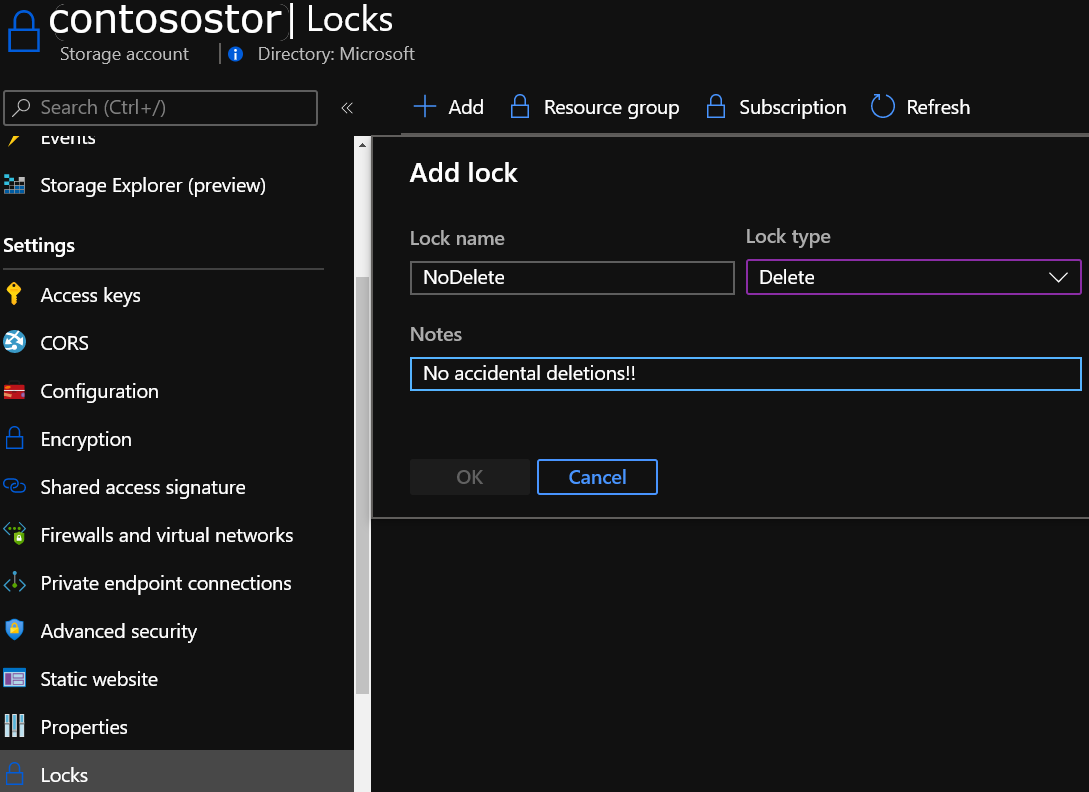 contosostor| Locks
Storage account | Directory: Microsoft
Search (Ctrl+/)
«
Add
Resource group
Subscription
Refresh
Events
Storage Explorer (preview)
Settings
Access keys
CORS
Configuration
Encryption
Shared access signature
Firewalls and virtual networks
Private endpoint connections
Advanced security
Static website
Properties
Locks
Add lock
Lock name
Lock type
NoDelete
Delete
Notes
No accidental deletions!!
OK
Cancel